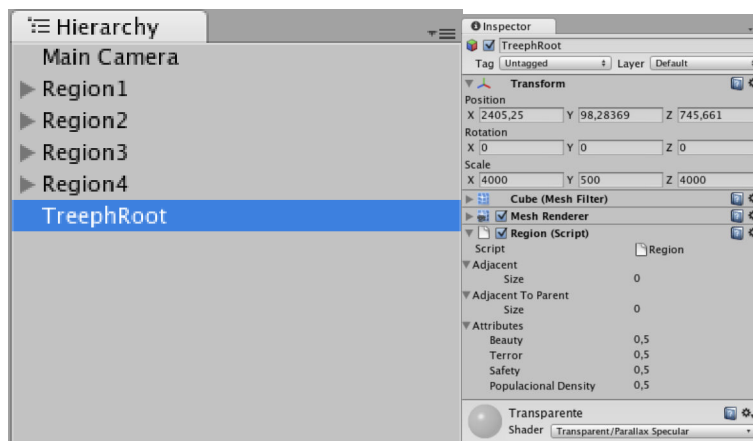 Hierarchy
Main Camera
Region1
Region2
Region3
Region4
TreephRoot
Inspector
TreephRoot
Tag Untagged Layer Default
Transform
Position
X 2405,25 Y 98,28369 Z 745,661
Rotation
X 0 Y 0 Z 0
Scale
X 4000 Y 500 Z 4000
Cube (Mesh Filter)
Mesh Renderer
Region (Script)
Script Region
Adjacent
Size 0
Adjacent To Parent
Size 0
Attributes
Beauty 0,5
Terror 0,5
Safety 0,5
Populacional Density 0,5
Transparente
Shader Transparent/Parallax Specular